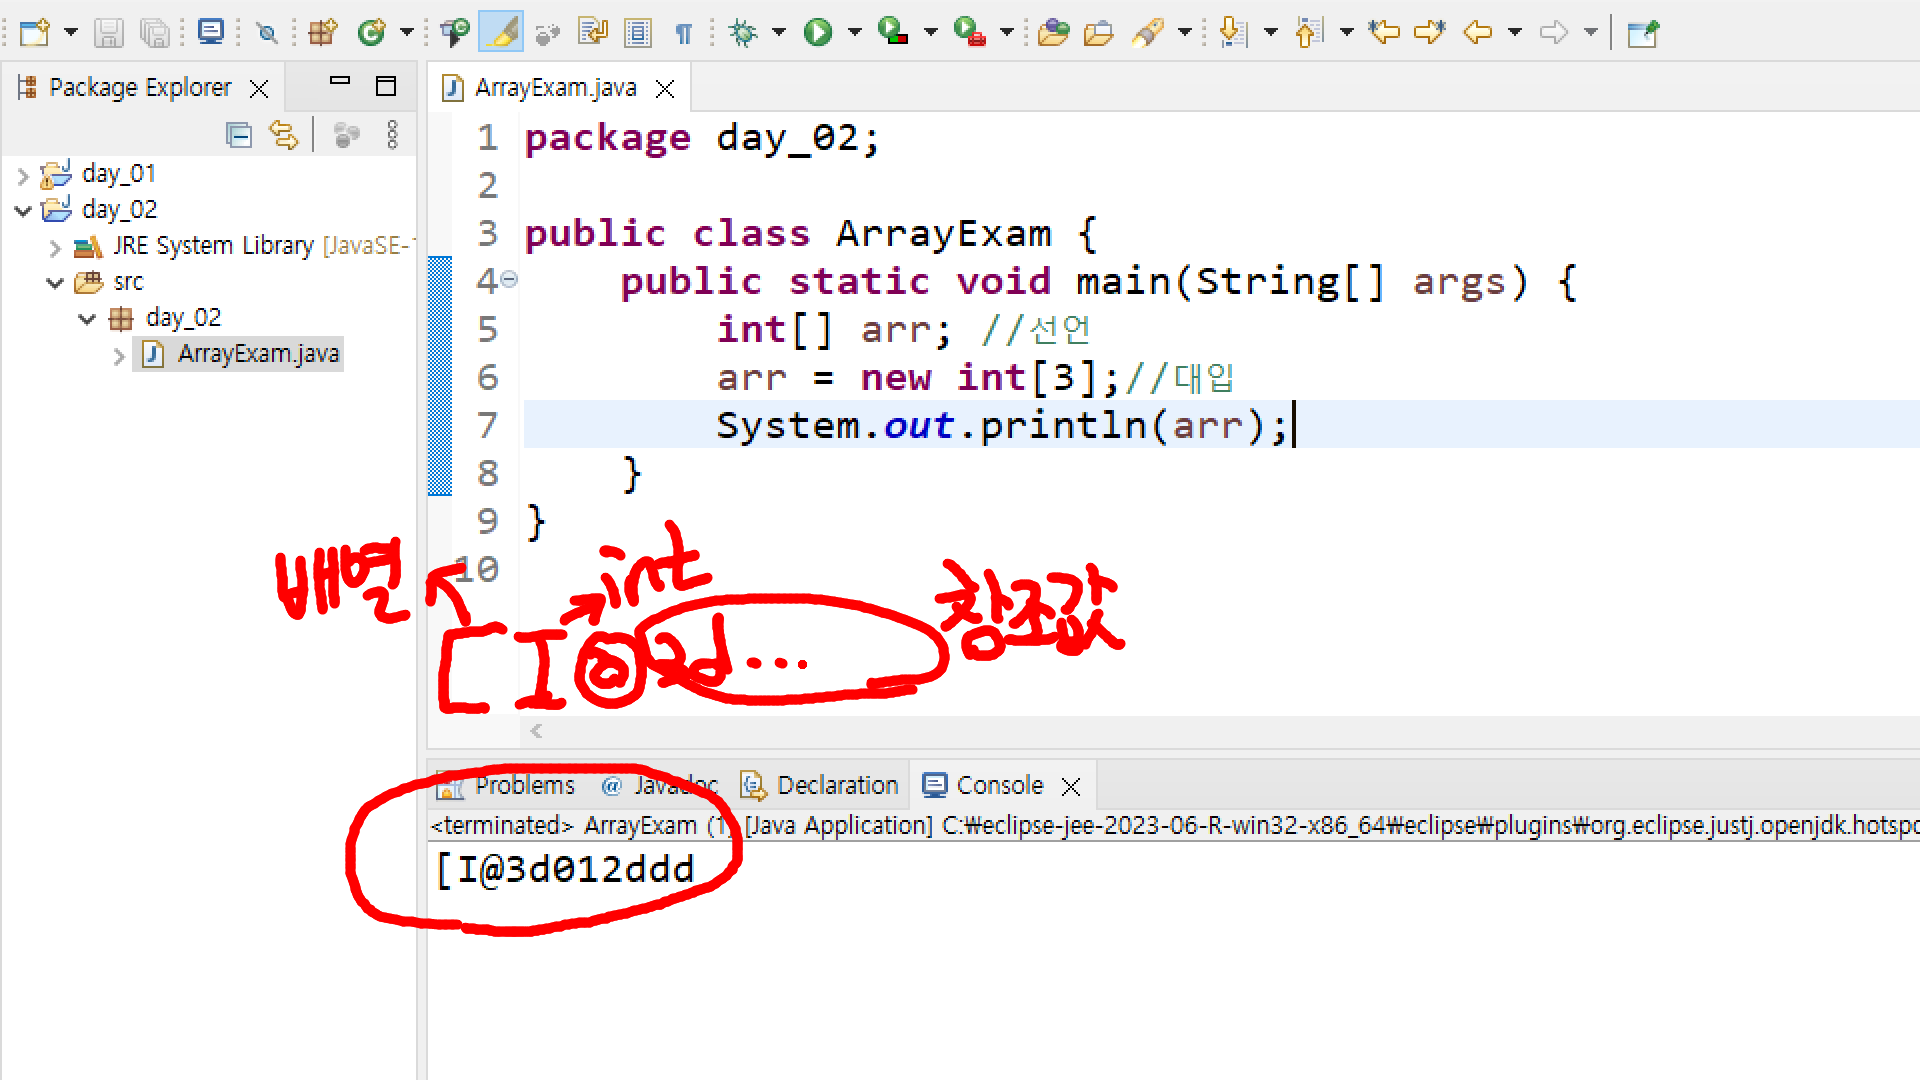 Package Explorer
day_01
day_02
JRE System Library [JavaSE-1
src
day_02
ArrayExam.java
ArrayExam.java
1 package day_02;
2
3 public class ArrayExam {
4 public static void main(String[] args) {
5 int[] arr; //선언
6 arr = new int[3];//대입
7 System.out.println(arr);
8 }
9 }
10
배열
int
참조값
[I@2d...
Problems @ Javadoc Declaration Console
<terminated> ArrayExam (1) [Java Application] C:₩eclipse-jee-2023-06-R-win32-x86_64₩eclipse₩plugins₩org.eclipse.justj.openjdk.hotspo
[I@3d012ddd